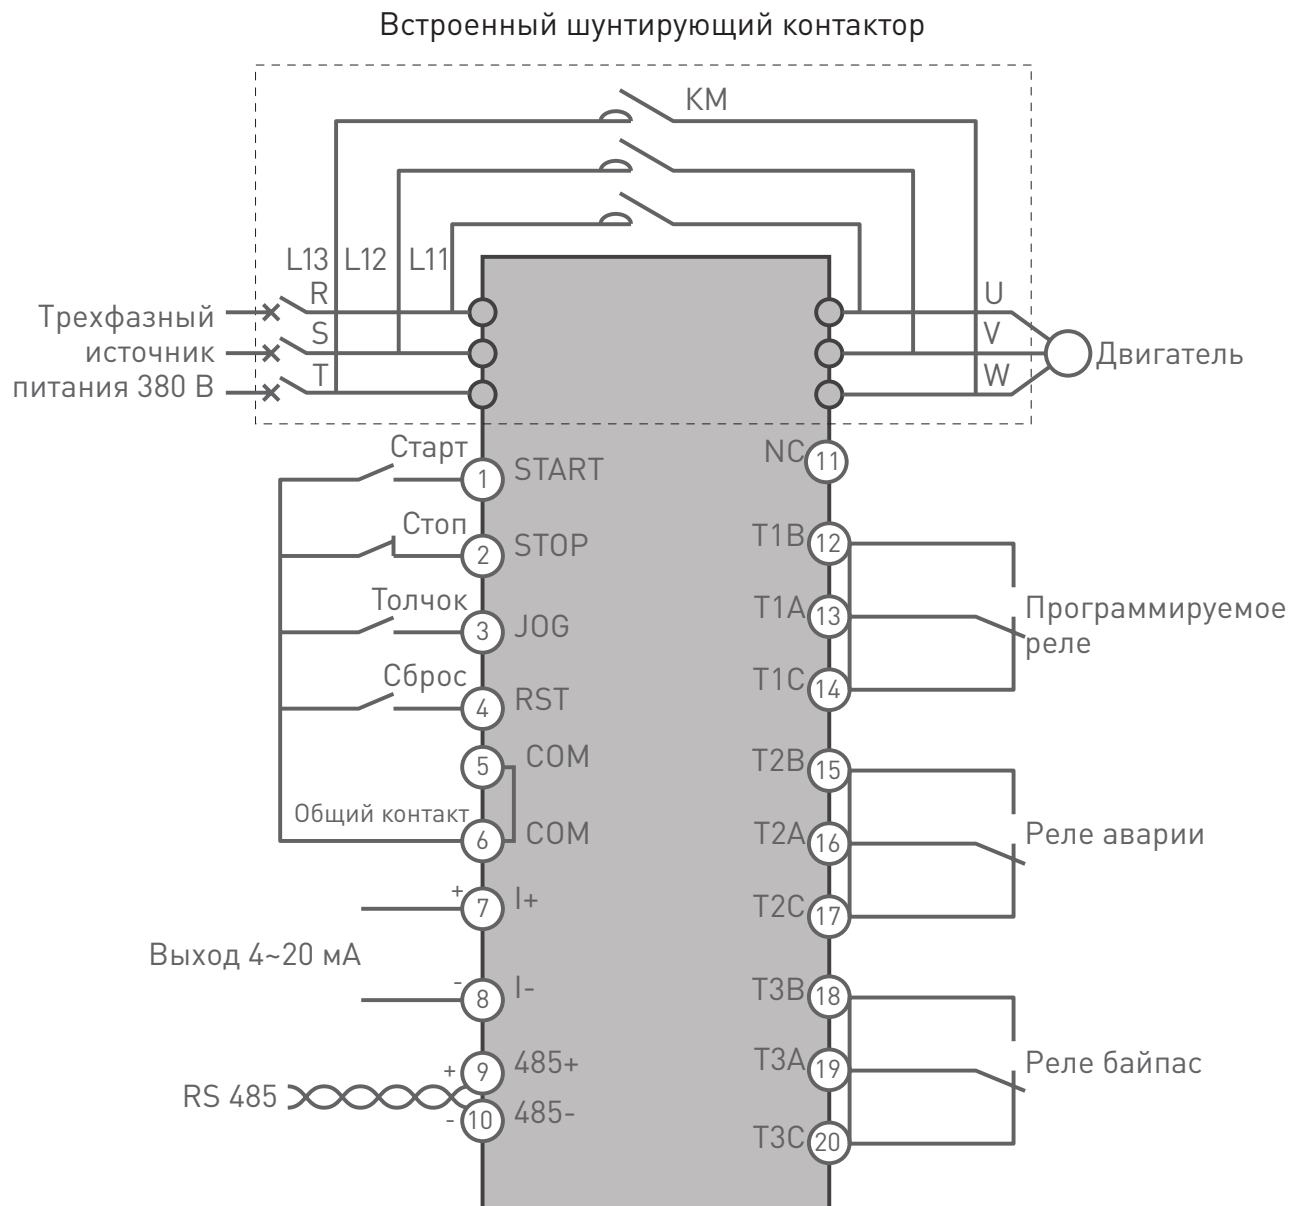 Встроенный шунтирующий контактор
KM
L13 L12 L11
R
S
T
Трехфазный
источник
питания 380 В
U
V
W
Двигатель
Старт
1
START
Стоп
2
STOP
Толчок
3
JOG
Сброс
4
RST
5
COM
Общий контакт
6
COM
+
7
I+
Выход 4~20 мА
-
8
I-
RS 485
+
9
485+
-
10
485-
NC
11
T1B
12
T1A
13
T1C
14
Программируемое
реле
T2B
15
T2A
16
T2C
17
Реле аварии
T3B
18
T3A
19
T3C
20
Реле байпас